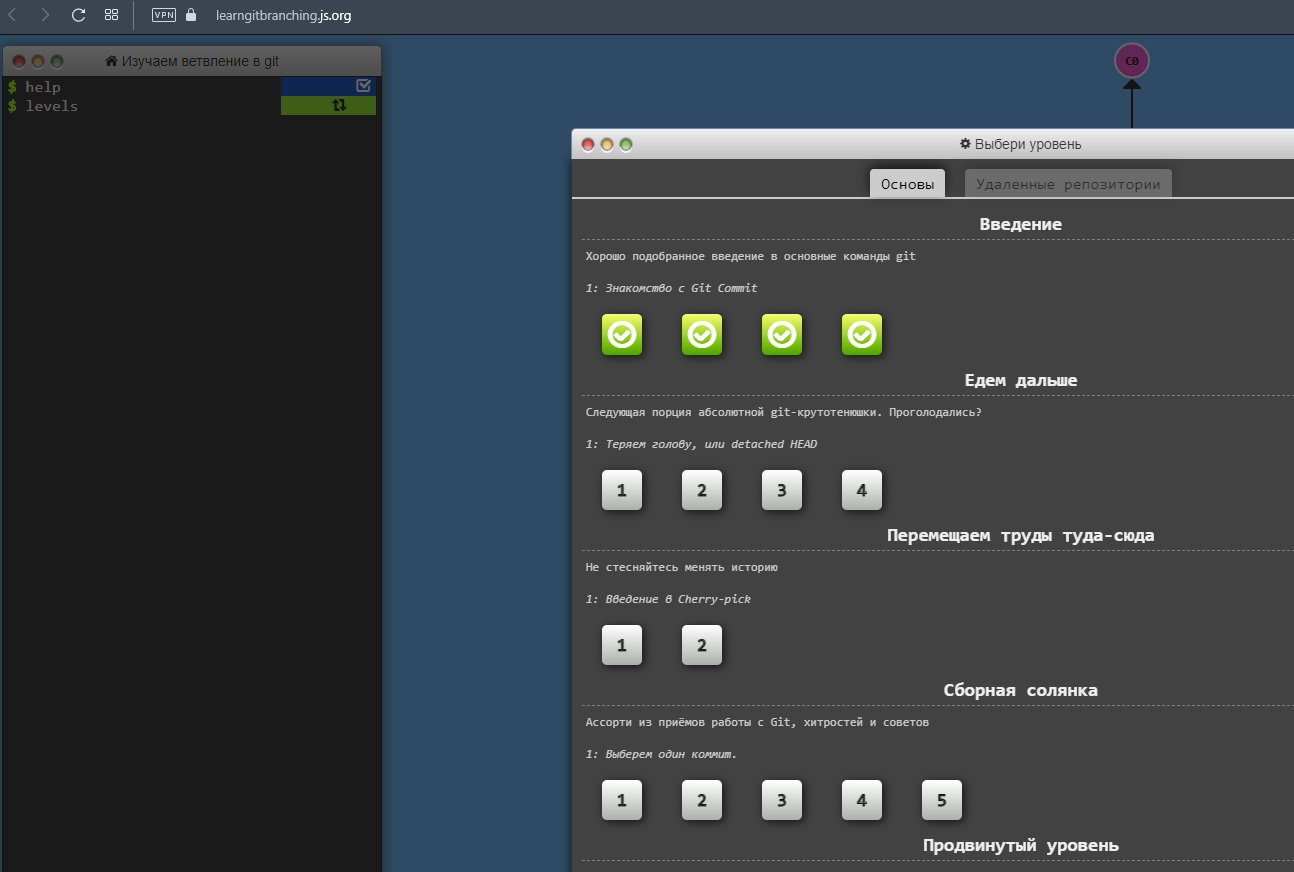 VPN learngitbranching.js.org
Изучаем ветвление в git
$ help
$ levels
C0
Выбери уровень
Основы Удаленные репозитории
Введение
Хорошо подобранное введение в основные команды git
1: Знакомство с Git Commit
Едем дальше
Следующая порция абсолютной git-крутотенюшки. Проголодались?
1: Теряем голову, или detached HEAD
1 2 3 4
Перемещаем труды туда-сюда
Не стесняйтесь менять историю
1: Введение в Cherry-pick
1 2
Сборная солянка
Ассорти из приёмов работы с Git, хитростей и советов
1: Выберем один коммит.
1 2 3 4 5
Продвинутый уровень